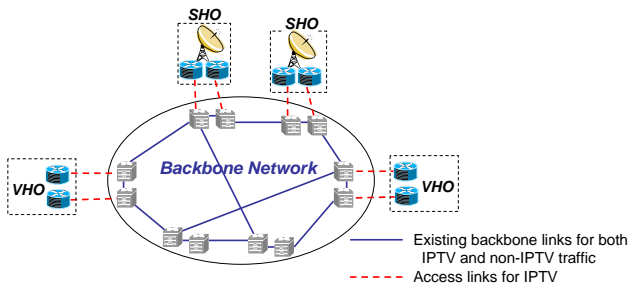 SHO
SHO
Backbone Network
VHO
VHO
Existing backbone links for both
IPTV and non-IPTV traffic
Access links for IPTV